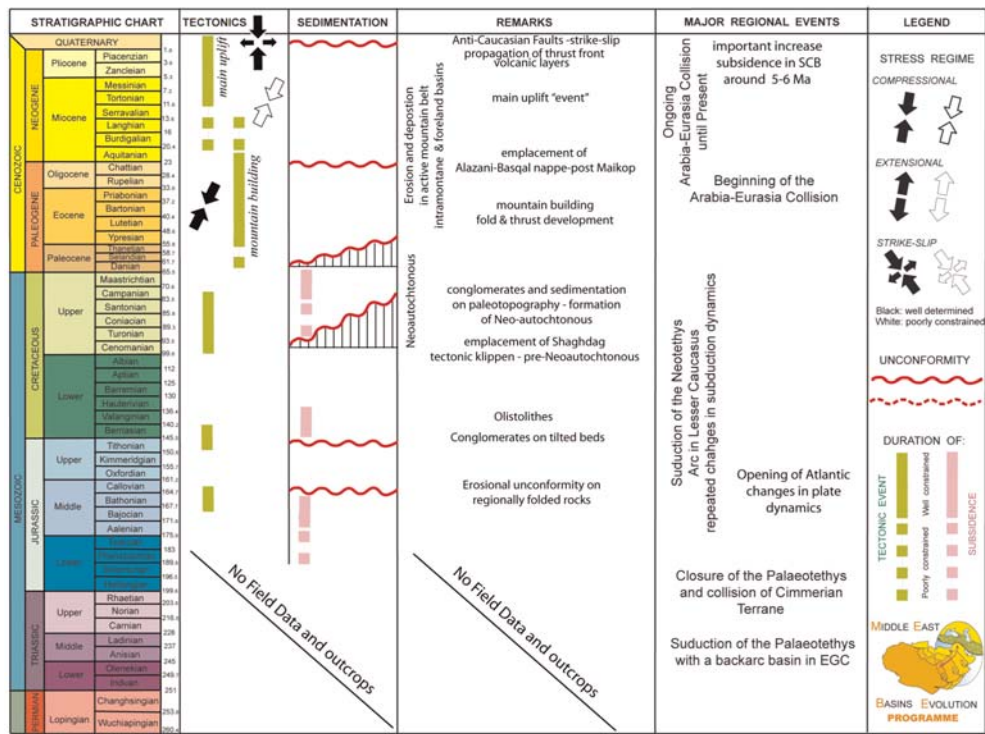 STRATIGRAPHIC CHART
TECTONICS
SEDIMENTATION
REMARKS
MAJOR REGIONAL EVENTS
LEGEND
CENOZOIC
MESOZOIC
QUATERNARY
NEOGENE
PALEOGENE
CRETACEOUS
JURASSIC
TRIASSIC
PERMIAN
Pliocene
Miocene
Oligocene
Eocene
Paleocene
Upper
Lower
Upper
Middle
Upper
Middle
Lower
Lopingian
Piacenzian
Zancleian
Messinian
Tortonian
Serravalian
Langhian
Burdigalian
Aquitanian
Chattian
Rupelian
Priabonian
Bartonian
Lutetian
Ypresian
Thanetian
Selandian
Danian
Maastrichtian
Campanian
Santonian
Coniacian
Turonian
Cenomanian
Albian
Aptian
Barremian
Hauterivian
Valanginian
Berriasian
Tithonian
Kimmeridgian
Oxfordian
Callovian
Bathonian
Bajocian
Aalenian
Rhaetian
Norian
Carnian
Ladinian
Anisian
Olenekian
Induan
Changhsingian
Wuchiapingian
16
23
112
125
130
183
228
237
245
251
main uplift
mountain building
No Field Data and outcrops
Anti-Caucasian Faults -strike-slip
propagation of thrust front
volcanic layers
main uplift "event"
Erosion and depostion
in active mountain belt
intramontane & foreland basins
emplacement of
Alazani-Basqal nappe-post Maikop
mountain building
fold & thrust development
Neoautochtonous
conglomerates and sedimentation
on paleotopography - formation
of Neo-autochtonous
emplacement of Shaghdag
tectonic klippen - pre-Neoautochtonous
Olistolithes
Conglomerates on tilted beds
Erosional unconformity on
regionally folded rocks
No Field Data and outcrops
Ongoing
Arabia-Eurasia Collision
until Present
important increase
subsidence in SCB
around 5-6 Ma
Beginning of the
Arabia-Eurasia Collision
Suduction of the Neotethys
Arc in Lesser Caucasus
repeated changes in subduction dynamics
Opening of Atlantic
changes in plate
dynamics
Closure of the Palaeotethys
and collision of Cimmerian
Terrane
Suduction of the Palaeotethys
with a backarc basin in EGC
STRESS REGIME
COMPRESSIONAL
EXTENSIONAL
STRIKE-SLIP
Black: well determined
White: poorly constrained
UNCONFORMITY
DURATION OF:
TECTONIC EVENT
Poorly constrained
Well constrained
SUBSIDENCE
MIDDLE EAST
BASINS EVOLUTION
PROGRAMME